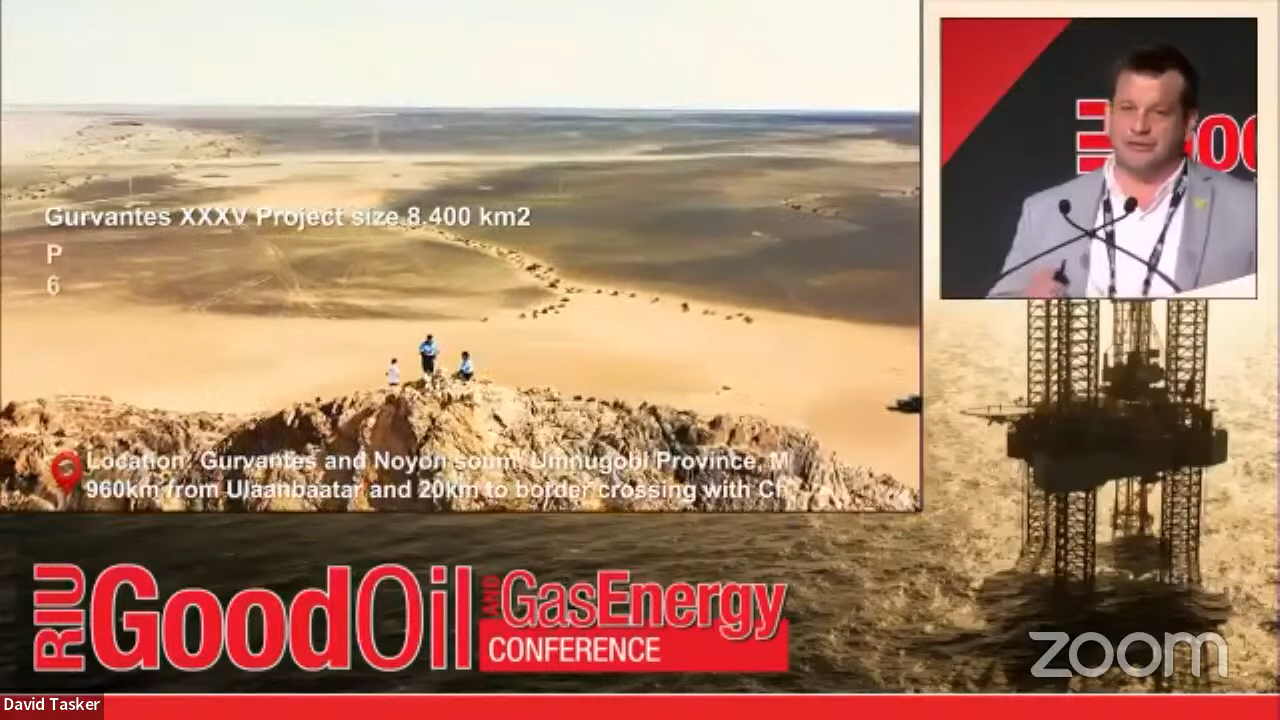 Gurvantes XXXV Project size 8.400 km2
P
6
Location: Gurvantes and Noyon soum, Umnugobi Province, M
960km from Ulaanbaatar and 20km to border crossing with Ch
OO
RIU GoodOil AND GasEnergy
CONFERENCE
zoom
David Tasker